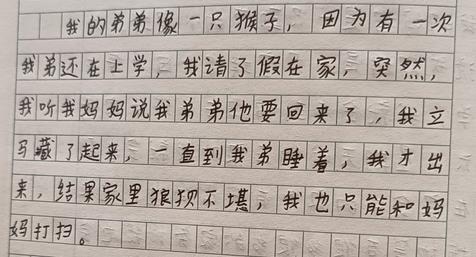 我的弟弟像一只猴子，因为有一次
我弟还在上学，我请了假在家，突然，
我听我妈妈说我弟弟他要回来了，我立
马藏了起来，一直到我弟睡着，我才出
来，结果家里狼狈不堪，我也只能和妈
妈打扫。